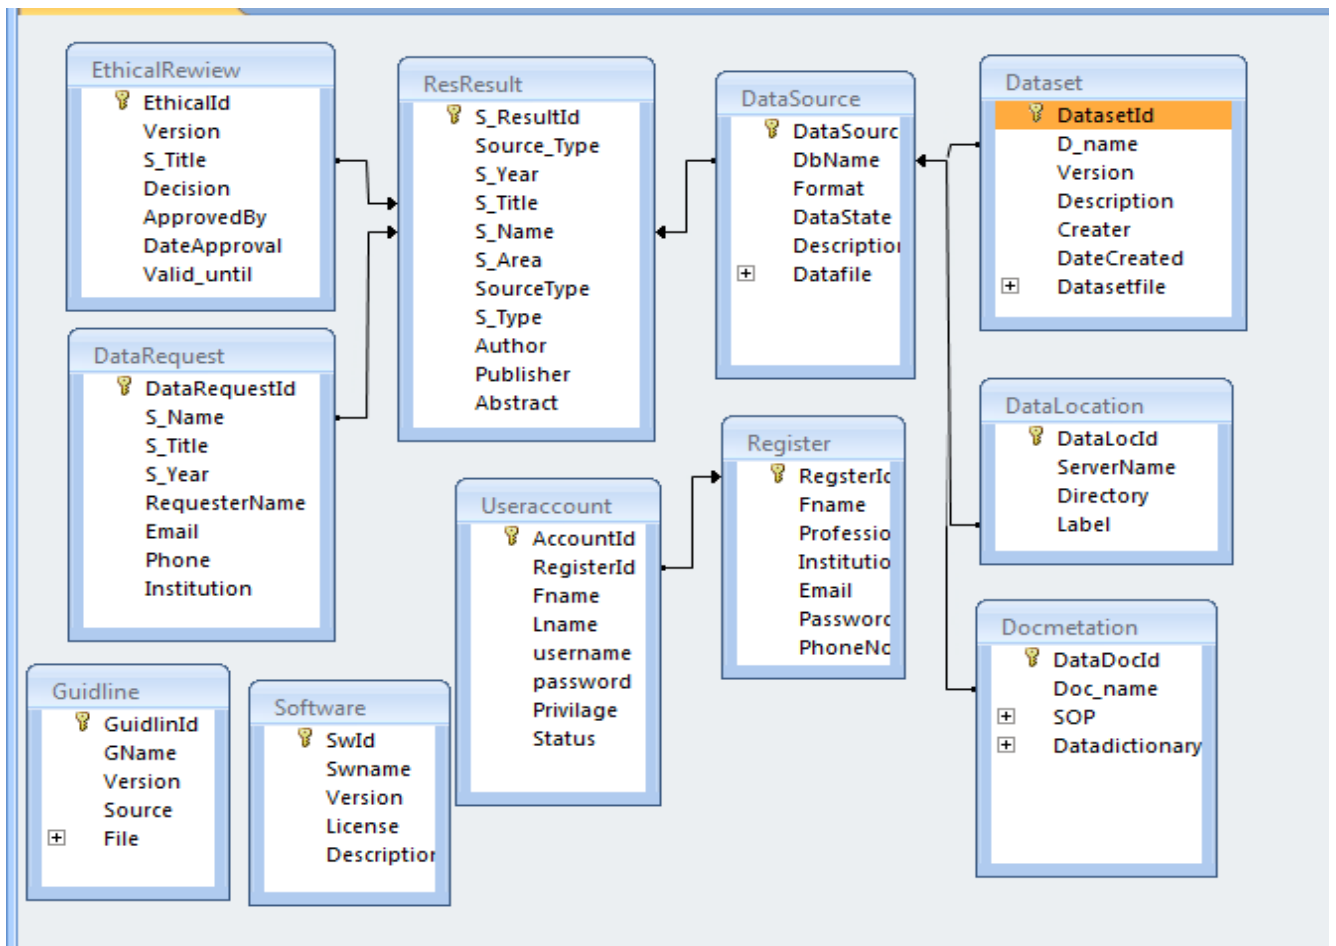 EthicalRewiew
EthicalId
Version
S_Title
Decision
ApprovedBy
DateApproval
Valid_until
ResResult
S_ResultId
Source_Type
S_Year
S_Title
S_Name
S_Area
SourceType
S_Type
Author
Publisher
Abstract
DataSource
DataSourc
DbName
Format
DataState
Description
Datafile
Dataset
DatasetId
D_name
Version
Description
Creater
DateCreated
Datasetfile
DataRequest
DataRequestId
S_Name
S_Title
S_Year
RequesterName
Email
Phone
Institution
Useraccount
AccountId
RegisterId
Fname
Lname
username
password
Privilage
Status
Register
RegsterId
Fname
Professio
Institutio
Email
Password
PhoneNo
DataLocation
DataLocId
ServerName
Directory
Label
Docmetation
DataDocId
Doc_name
SOP
Datadictionary
Guidline
GuidlinId
GName
Version
Source
File
Software
SwId
Swname
Version
License
Description